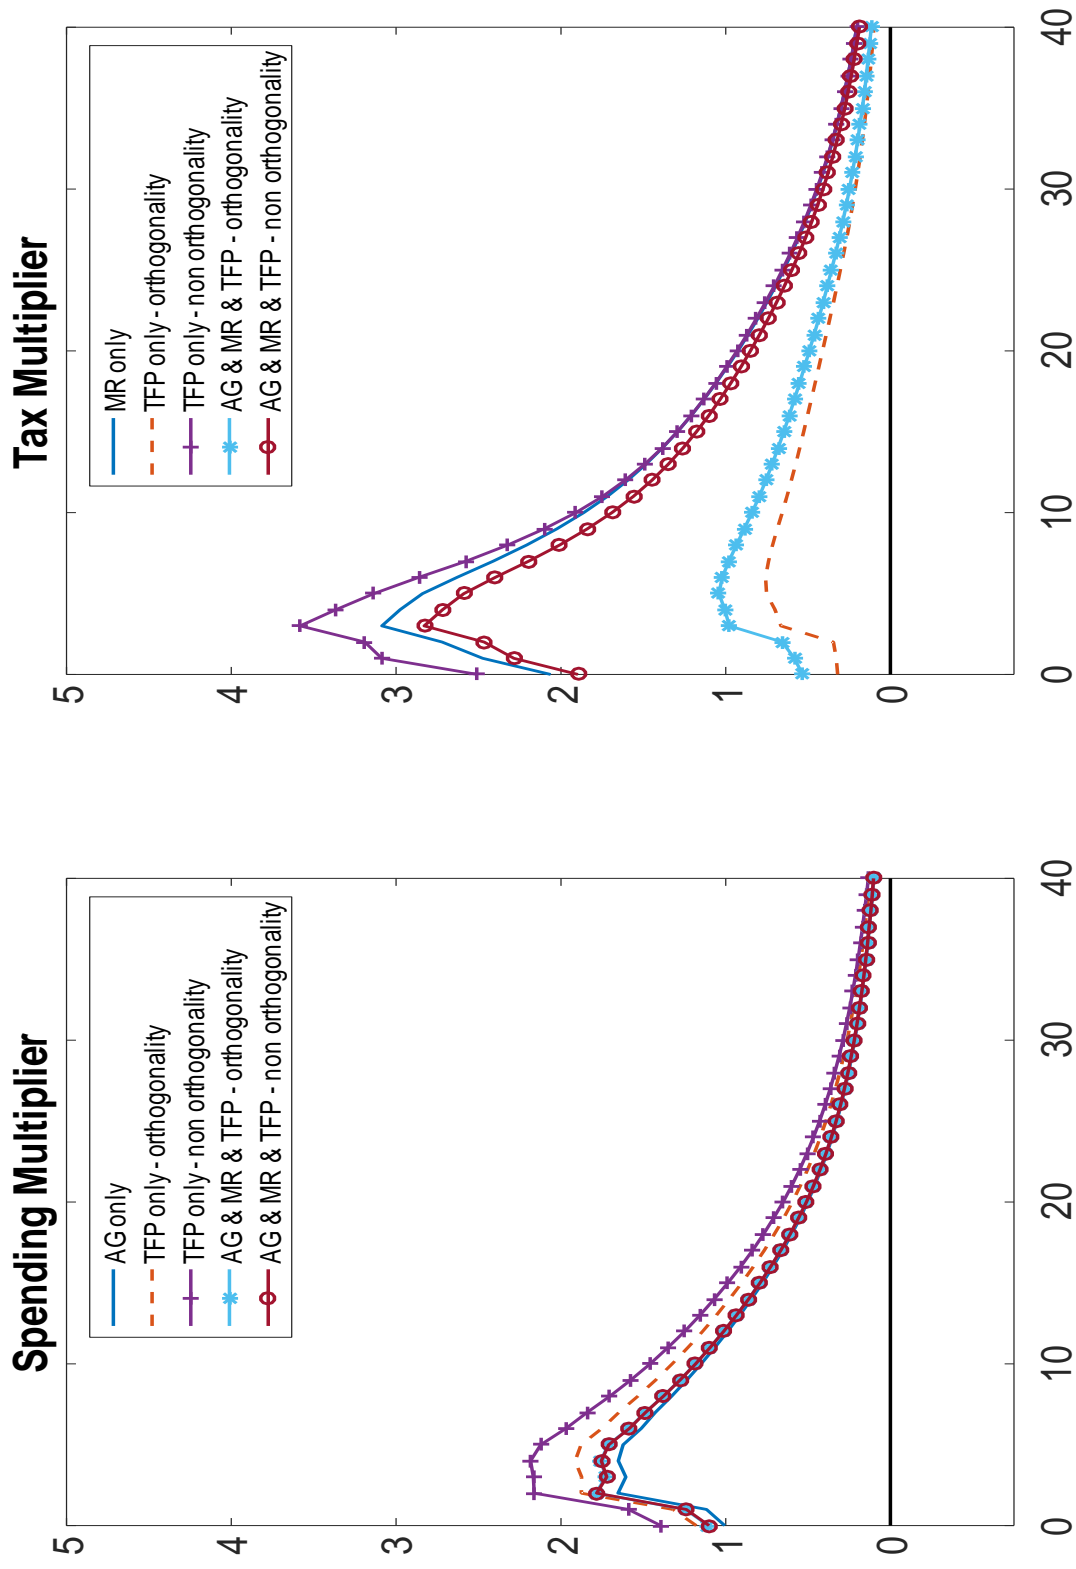 Spending Multiplier
5
4
3
2
1
0
0
10
20
30
40
AG only
TFP only - orthogonality
TFP only - non orthogonality
AG & MR & TFP - orthogonality
AG & MR & TFP - non orthogonality
Tax Multiplier
5
4
3
2
1
0
0
10
20
30
40
MR only
TFP only - orthogonality
TFP only - non orthogonality
AG & MR & TFP - orthogonality
AG & MR & TFP - non orthogonality